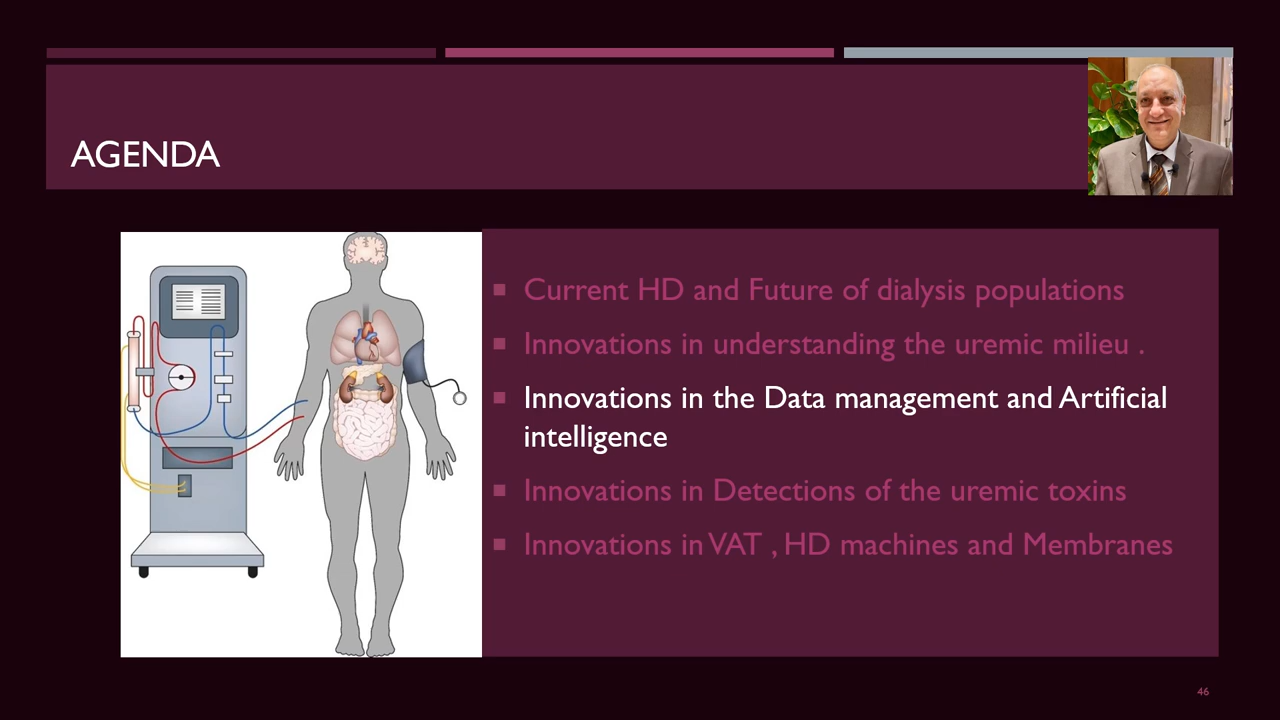 AGENDA
Current HD and Future of dialysis populations
Innovations in understanding the uremic milieu .
Innovations in the Data management and Artificial
intelligence
Innovations in Detections of the uremic toxins
Innovations in VAT , HD machines and Membranes
46